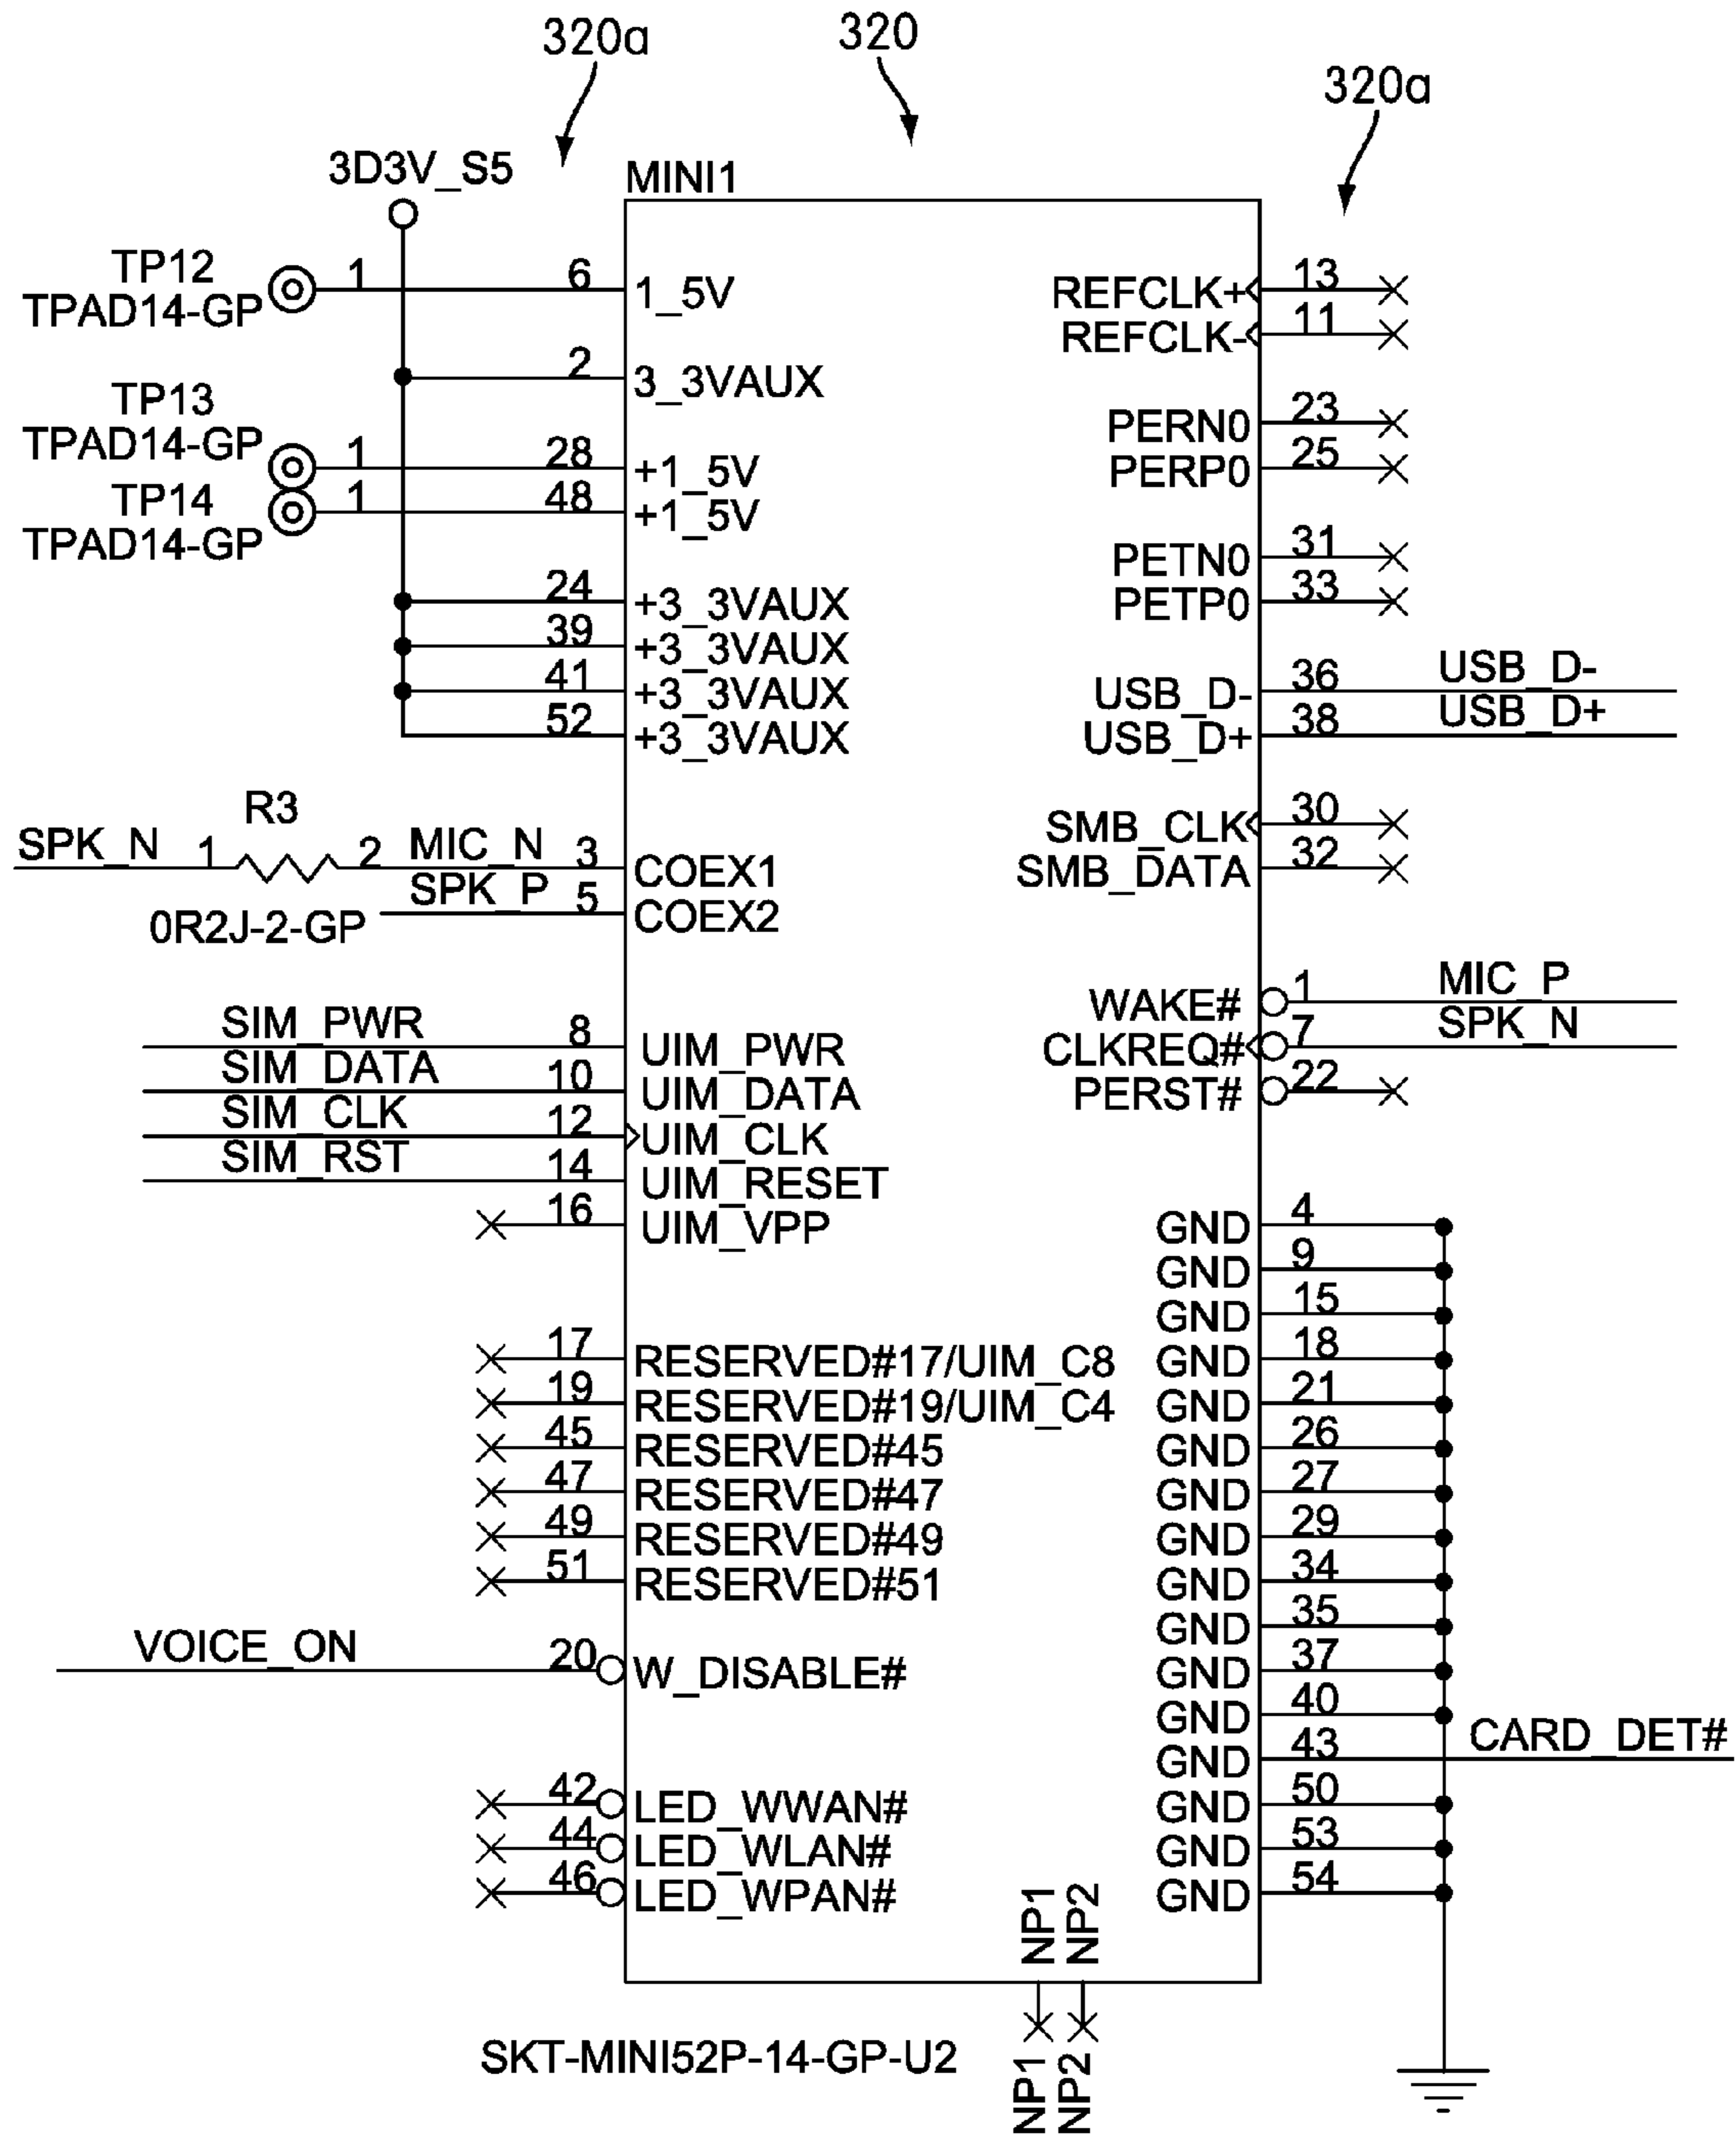 320a 320 320a
3D3V_S5 MINI1
TP12
TPAD14-GP 1 6 1_5V
2 3_3VAUX
TP13
TPAD14-GP 1 28 +1_5V
TP14 1 48 +1_5V
TPAD14-GP
24 +3_3VAUX
39 +3_3VAUX
41 +3_3VAUX
52 +3_3VAUX
R3
SPK_N 1 2 MIC_N 3 COEX1
SPK_P 5 COEX2
0R2J-2-GP
SIM_PWR 8 UIM_PWR
SIM_DATA 10 UIM_DATA
SIM_CLK 12 UIM_CLK
SIM_RST 14 UIM_RESET
16 UIM_VPP
17 RESERVED#17/UIM_C8
19 RESERVED#19/UIM_C4
45 RESERVED#45
47 RESERVED#47
49 RESERVED#49
51 RESERVED#51
VOICE_ON 20 W_DISABLE#
42 LED_WWAN#
44 LED_WLAN#
46 LED_WPAN#
REFCLK+ 13
REFCLK- 11
PERN0 23
PERP0 25
PETN0 31
PETP0 33
USB_D- 36 USB_D-
USB_D+ 38 USB_D+
SMB_CLK 30
SMB_DATA 32
WAKE# 1 MIC_P
CLKREQ# 7 SPK_N
PERST# 22
GND 4
GND 9
GND 15
GND 18
GND 21
GND 26
GND 27
GND 29
GND 34
GND 35
GND 37
GND 40
GND 43 CARD_DET#
GND 50
GND 53
GND 54
NP1 NP2
NP1 NP2
SKT-MINI52P-14-GP-U2